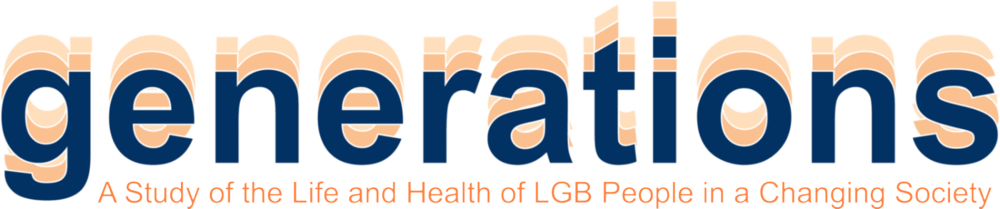 generations
A Study of the Life and Health of LGB People in a Changing Society